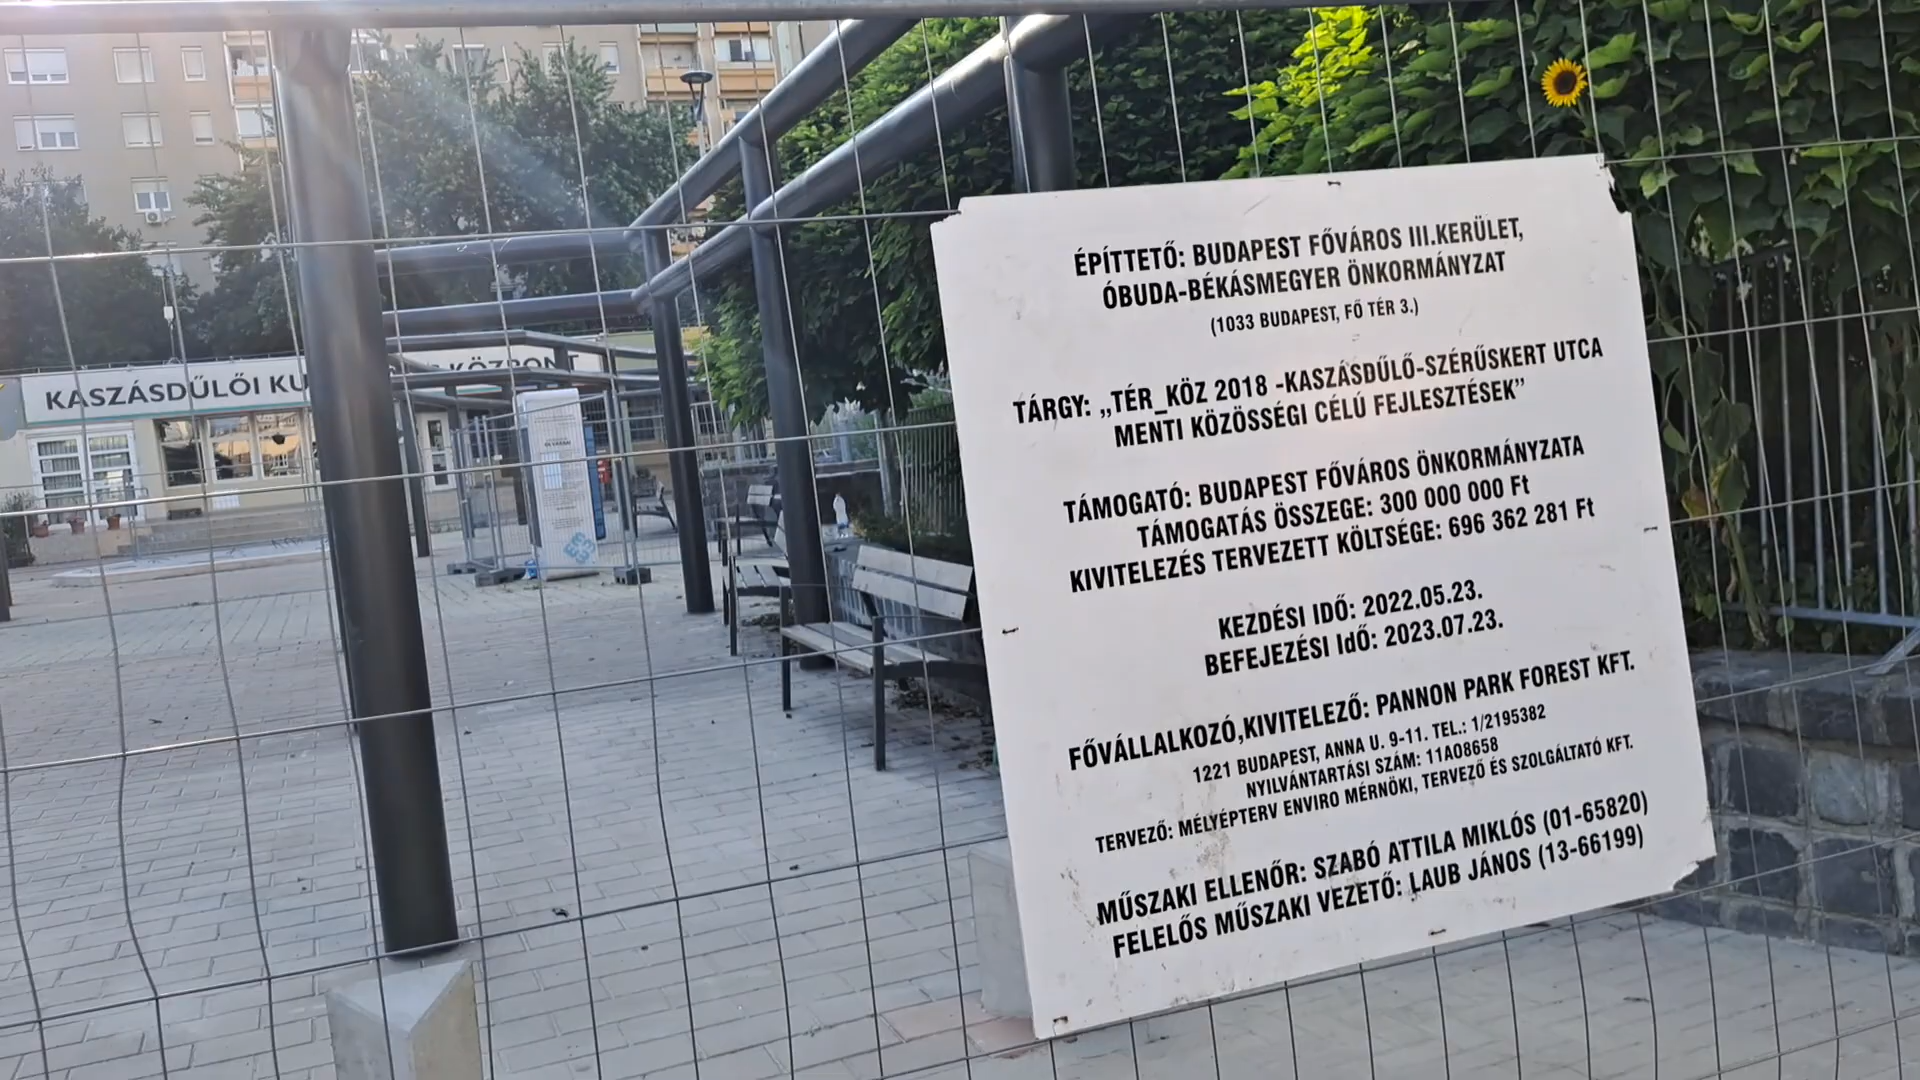 KASZÁSDŰLŐI KU
KÖZPONT
ÉPÍTTETŐ: BUDAPEST FŐVÁROS III.KERÜLET,
ÓBUDA-BÉKÁSMEGYER ÖNKORMÁNYZAT
(1033 BUDAPEST, FŐ TÉR 3.)
TÁRGY: „TÉR_KÖZ 2018 -KASZÁSDŰLŐ-SZÉRŰSKERT UTCA
MENTI KÖZÖSSÉGI CÉLÚ FEJLESZTÉSEK”
TÁMOGATÓ: BUDAPEST FŐVÁROS ÖNKORMÁNYZATA
TÁMOGATÁS ÖSSZEGE: 300 000 000 Ft
KIVITELEZÉS TERVEZETT KÖLTSÉGE: 696 362 281 Ft
KEZDÉSI IDŐ: 2022.05.23.
BEFEJEZÉSI IdŐ: 2023.07.23.
FŐVÁLLALKOZÓ,KIVITELEZŐ: PANNON PARK FOREST KFT.
1221 BUDAPEST, ANNA U. 9-11. TEL.: 1/2195382
NYILVÁNTARTÁSI SZÁM: 11A08658
TERVEZŐ: MÉLYÉPTERV ENVIRO MÉRNÖKI, TERVEZŐ ÉS SZOLGÁLTATÓ KFT.
MŰSZAKI ELLENŐR: SZABÓ ATTILA MIKLÓS (01-65820)
FELELŐS MŰSZAKI VEZETŐ: LAUB JÁNOS (13-66199)